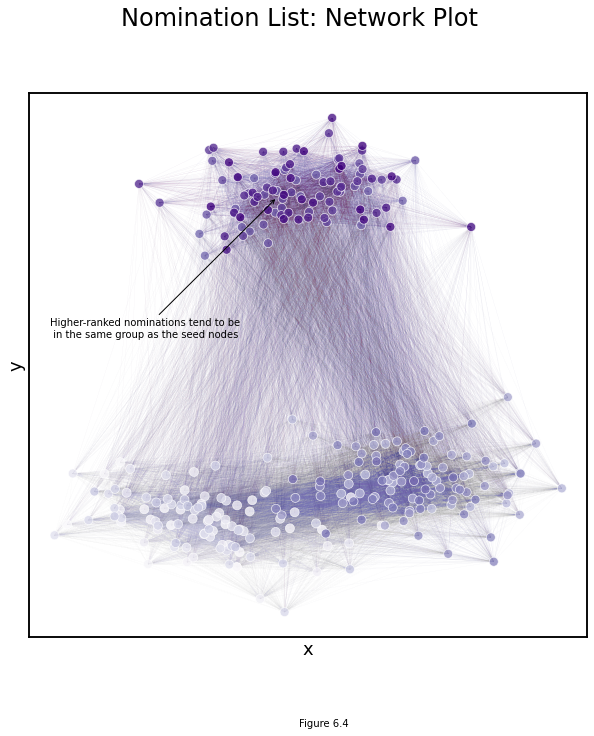 Nomination List: Network Plot
Higher-ranked nominations tend to be
in the same group as the seed nodes
y
x
Figure 6.4